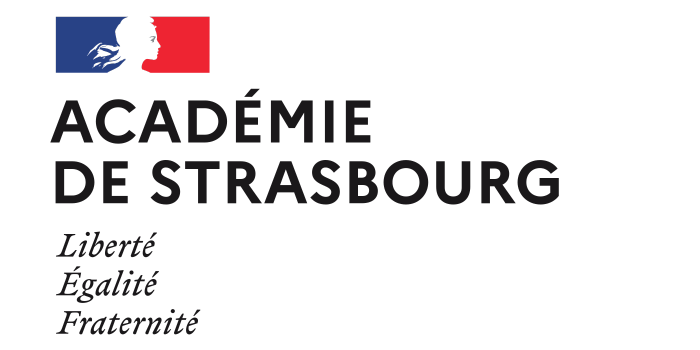 ACADÉMIE
DE STRASBOURG
Liberté
Égalité
Fraternité